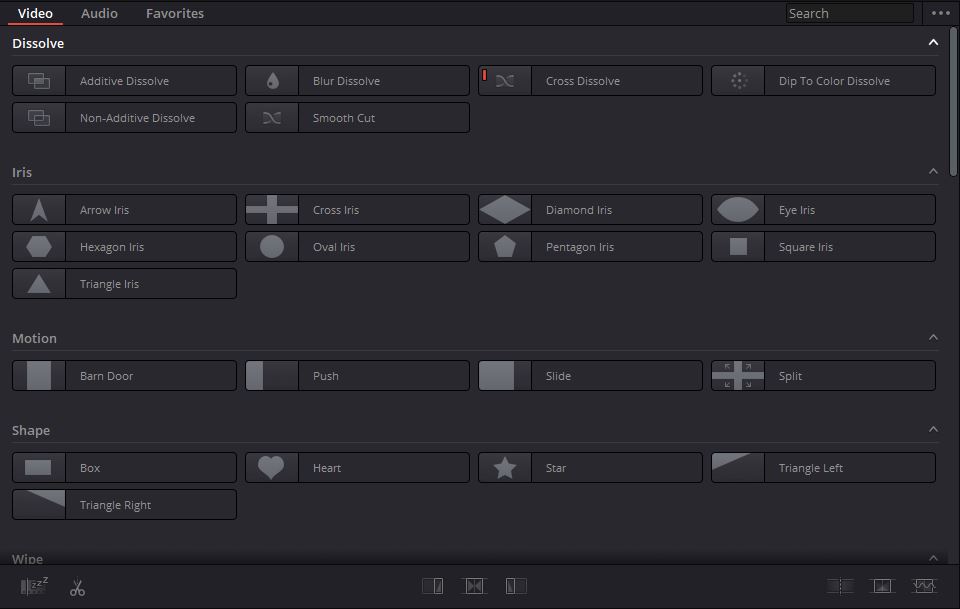 Video Audio Favorites Search
Dissolve
Additive Dissolve Blur Dissolve Cross Dissolve Dip To Color Dissolve
Non-Additive Dissolve Smooth Cut
Iris
Arrow Iris Cross Iris Diamond Iris Eye Iris
Hexagon Iris Oval Iris Pentagon Iris Square Iris
Triangle Iris
Motion
Barn Door Push Slide Split
Shape
Box Heart Star Triangle Left
Triangle Right
Wipe
zzz